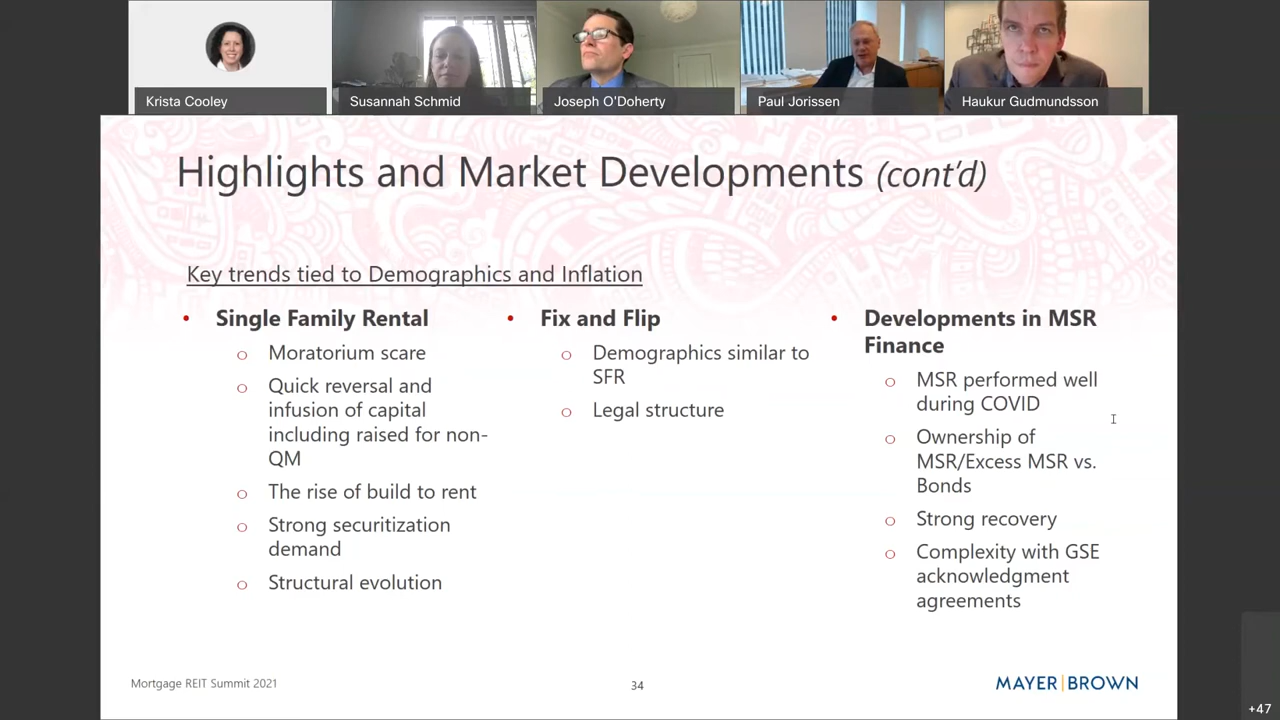 Krista Cooley
Susannah Schmid
Joseph O'Doherty
Paul Jorissen
Haukur Gudmundsson
Highlights and Market Developments (cont'd)
Key trends tied to Demographics and Inflation
• Single Family Rental
o Moratorium scare
o Quick reversal and
infusion of capital
including raised for non-
QM
o The rise of build to rent
o Strong securitization
demand
o Structural evolution
• Fix and Flip
o Demographics similar to
SFR
o Legal structure
• Developments in MSR
Finance
o MSR performed well
during COVID
o Ownership of
MSR/Excess MSR vs.
Bonds
o Strong recovery
o Complexity with GSE
acknowledgment
agreements
Mortgage REIT Summit 2021
34
MAYER|BROWN
+47